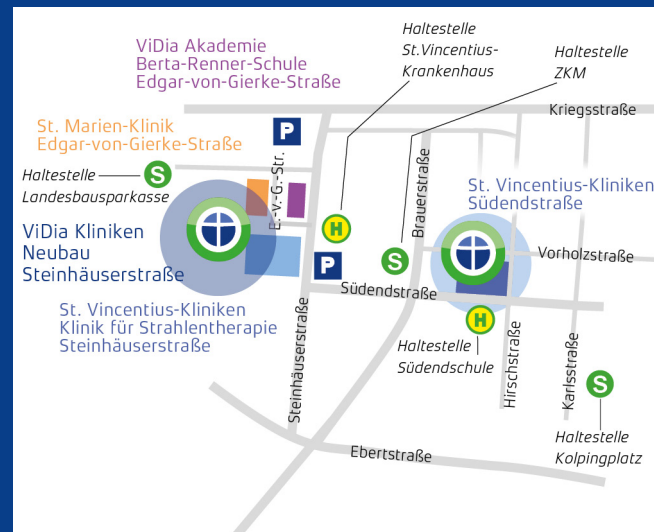 ViDia Akademie
Berta-Renner-Schule
Edgar-von-Gierke-Straße
Haltestelle
St.Vincentius-
Krankenhaus
Haltestelle
ZKM
Kriegsstraße
St. Marien-Klinik
Edgar-von-Gierke-Straße
P
E.-v.-G.-Str.
Haltestelle
Landesbausparkasse
S
Brauerstraße
St. Vincentius-Kliniken
Südendstraße
ViDia Kliniken
Neubau
Steinhäuserstraße
H
P
S
Vorholzstraße
Südendstraße
St. Vincentius-Kliniken
Klinik für Strahlentherapie
Steinhäuserstraße
Steinhäuserstraße
H
Haltestelle
Südendschule
Hirschstraße
Karlsstraße
S
Haltestelle
Kolpingplatz
Ebertstraße